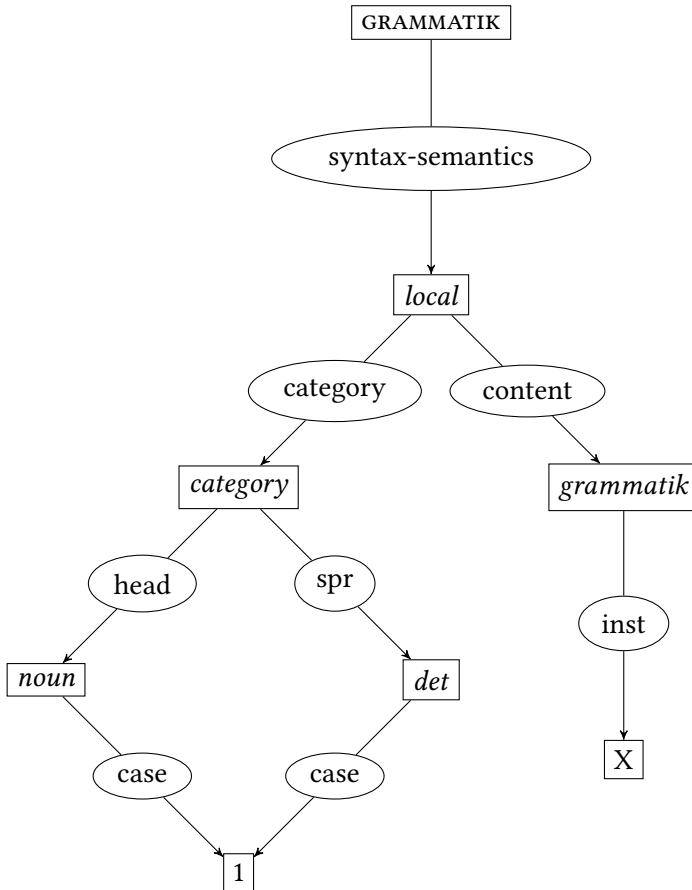 GRAMMATIK
syntax-semantics
local
category content
category grammatik
head spr
inst
noun det
X
case case
1